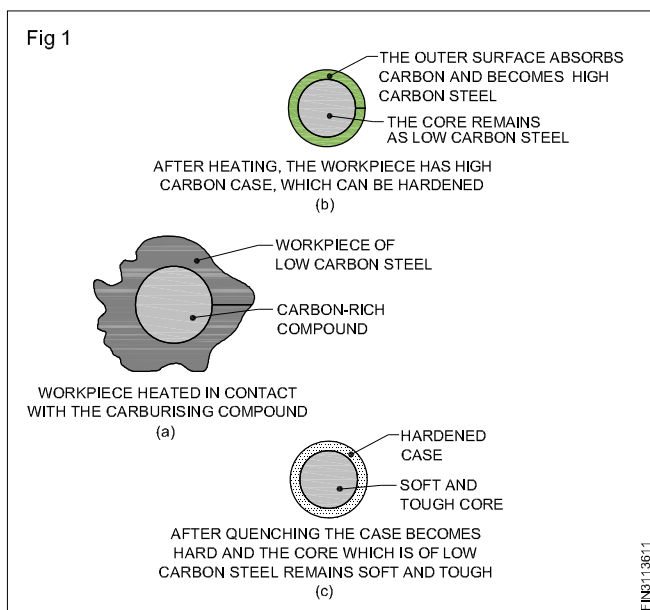 Fig 1
THE OUTER SURFACE ABSORBS
CARBON AND BECOMES HIGH
CARBON STEEL
THE CORE REMAINS
AS LOW CARBON STEEL
AFTER HEATING, THE WORKPIECE HAS HIGH
CARBON CASE, WHICH CAN BE HARDENED
(b)
WORKPIECE OF
LOW CARBON STEEL
CARBON-RICH
COMPOUND
WORKPIECE HEATED IN CONTACT
WITH THE CARBURISING COMPOUND
(a)
HARDENED
CASE
SOFT AND
TOUGH CORE
AFTER QUENCHING THE CASE BECOMES
HARD AND THE CORE WHICH IS OF LOW
CARBON STEEL REMAINS SOFT AND TOUGH
(c)
FIN3113611